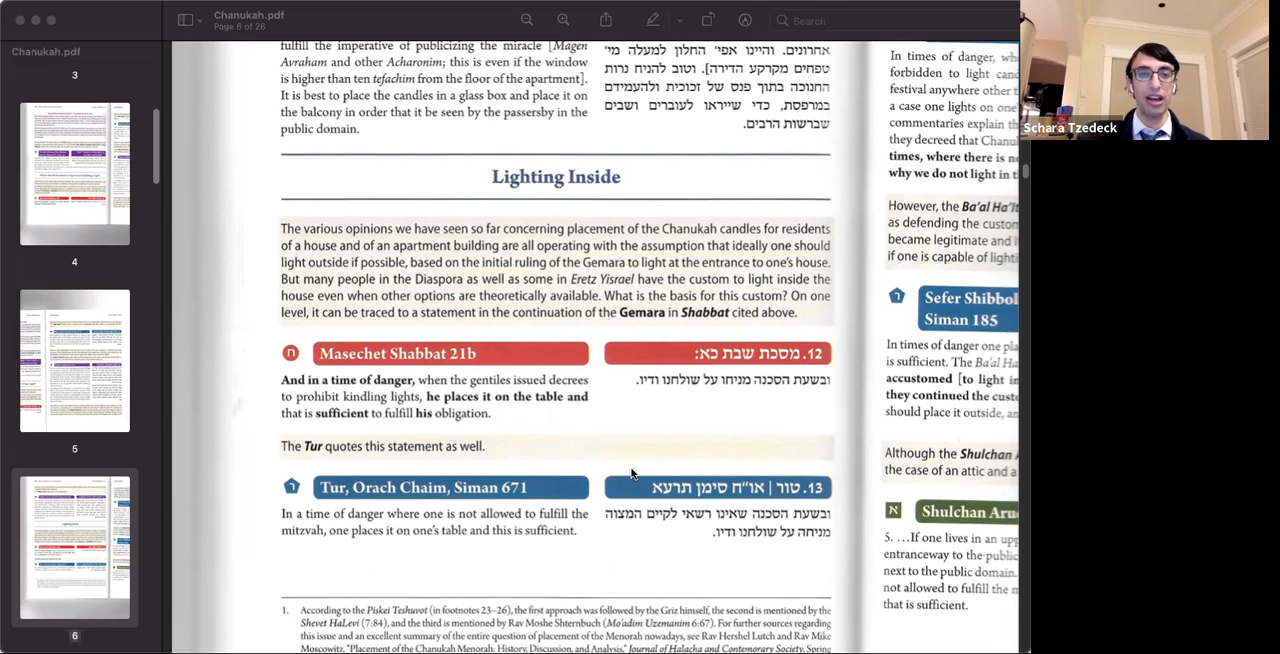 Chanukah.pdf
Page 6 of 26
Search
Chanukah.pdf
3
4
5
6
Schara Tzedeck
fulfill the imperative of publicizing the miracle [Magen
Avraham and other Acharonim; this is even if the window
is higher than ten tefachim from the floor of the apartment].
It is best to place the candles in a glass box and place it on
the balcony in order that it be seen by the passersby in the
public domain.
אחרונים. והיינו אפי׳ החלון למעלה מי׳
טפחים מקרקע הדירה]. וטוב להניח נרות
החנוכה בתוך פנס של זכוכית ולהעמידם
במרפסת, כדי שייראו לעוברים ושבים
שברשות הרבים.
Lighting Inside
The various opinions we have seen so far concerning placement of the Chanukah candles for residents
of a house and of an apartment building are all operating with the assumption that ideally one should
light outside if possible, based on the initial ruling of the Gemara to light at the entrance to one's house.
But many people in the Diaspora as well as some in Eretz Yisrael have the custom to light inside the
house even when other options are theoretically available. What is the basis for this custom? On one
level, it can be traced to a statement in the continuation of the Gemara in Shabbat cited above.
ח Masechet Shabbat 21b
12. מסכת שבת כא:
And in a time of danger, when the gentiles issued decrees
to prohibit kindling lights, he places it on the table and
that is sufficient to fulfill his obligation.
ובשעת הסכנה מניחו על שולחנו ודיו.
The Tur quotes this statement as well.
ר Tur, Orach Chaim, Siman 671
13. טור | או״ח סימן תרעא
In a time of danger where one is not allowed to fulfill the
mitzvah, one places it on one's table and this is sufficient.
ובשעת הסכנה שאינו רשאי לקיים המצוה
מניחה על שולחנו ודיו.
1. According to the Piskei Teshuvot (in footnotes 23–26), the first approach was followed by the Griz himself, the second is mentioned by the
Shevet HaLevi (7:84), and the third is mentioned by Rav Moshe Shternbuch (Mo'adim Uzemanim 6:67). For further sources regarding
this issue and an excellent summary of the entire question of placement of the Menorah nowadays, see Rav Hershel Lutch and Rav Mike
Moscowitz, "Placement of the Chanukah Menorah: History, Discussion, and Analysis," Journal of Halacha and Contemporary Society, Spring
In times of danger, wh
forbidden to light canc
festival anywhere other t
a case one lights on one
commentaries explain th
they decreed that Chanu
times, where there is no
why we do not light in t
However, the Ba'al Ha'It
as defending the custom
became legitimate and i
if one is capable of lighti
ר Sefer Shibbol
Siman 185
In times of danger one pla
is sufficient. The Ba'al Ha
accustomed [to light in
they continued the custo
should place it outside, an
Although the Shulchan A
the case of an attic and a
א Shulchan Aru
5. …If one lives in an upp
entranceway to the public
next to the public domain.
not allowed to fulfill the m
that is sufficient.